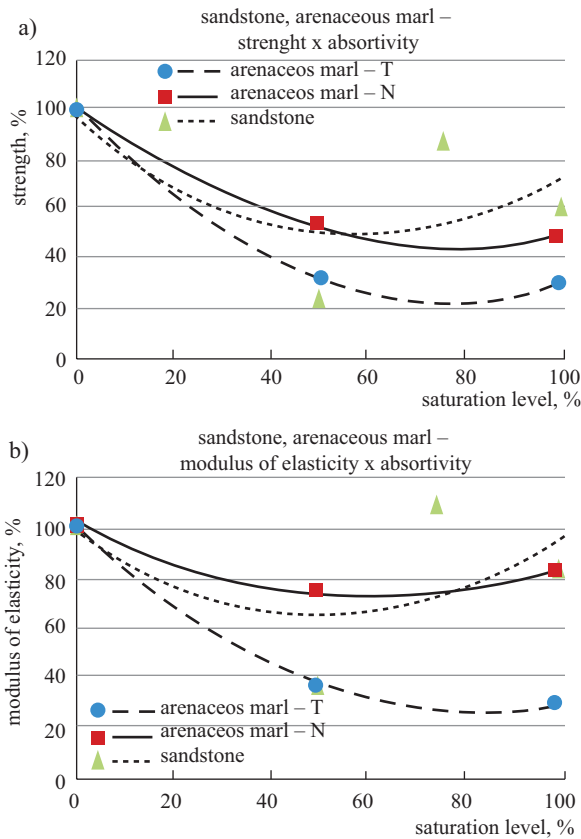 a)
sandstone, arenaceous marl –
strenght x absortivity
120
100
80
60
40
20
0
strength, %
arenaceos marl – T
arenaceos marl – N
sandstone
0 20 40 60 80 100
saturation level, %
b)
sandstone, arenaceous marl –
modulus of elasticity x absortivity
120
100
80
60
40
20
0
modulus of elasticity, %
arenaceos marl – T
arenaceos marl – N
sandstone
0 20 40 60 80 100
saturation level, %